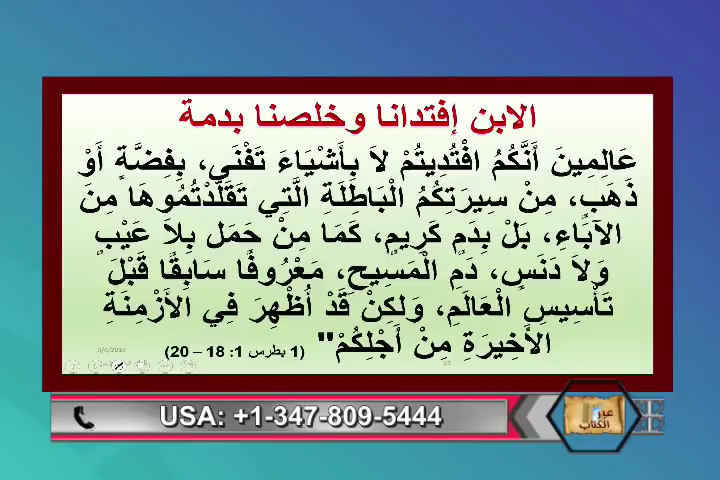 الابن إفتدانا وخلصنا بدمة
عَالِمِينَ أَنَّكُمُ افْتُدِيتُمْ لاَ بِأَشْيَاءَ تَفْنَى، بِفِضَّةٍ أَوْ
ذَهَبٍ، مِنْ سِيرَتِكُمُ الْبَاطِلَةِ الَّتِي تَقَلَّدْتُمُوهَا مِنَ
الآبَاءِ، بَلْ بِدَمٍ كَرِيمٍ، كَمَا مِنْ حَمَل بِلاَ عَيْبٍ
وَلاَ دَنَسٍ، دَمِ الْمَسِيحِ، مَعْرُوفًا سَابِقًا قَبْلَ
تَأْسِيسِ الْعَالَمِ، وَلكِنْ قَدْ أُظْهِرَ فِي الأَزْمِنَةِ
الأَخِيرَةِ مِنْ أَجْلِكُمْ" (1 بطرس 1: 18 – 20)
USA: +1-347-809-5444
الكتاب